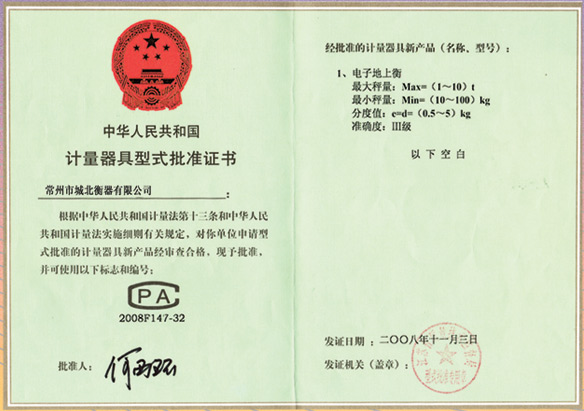 中华人民共和国
计量器具型式批准证书
常州市城北衡器有限公司:
根据中华人民共和国计量法第十三条和中华人民
共和国计量法实施细则有关规定，对你单位申请型
式批准的计量器具新产品经审查合格，现予批准，
并可使用以下标志和编号：
CPA
2008F147-32
批准人：
经批准的计量器具新产品（名称、型号）：
1、电子地上衡
最大秤量：Max=（1～10）t
最小秤量：Min=（10～100）kg
分度值：e=d=（0.5～5）kg
准确度：Ⅲ级
以下空白
发证日期：二〇〇八年十一月三日
发证机关（盖章）：